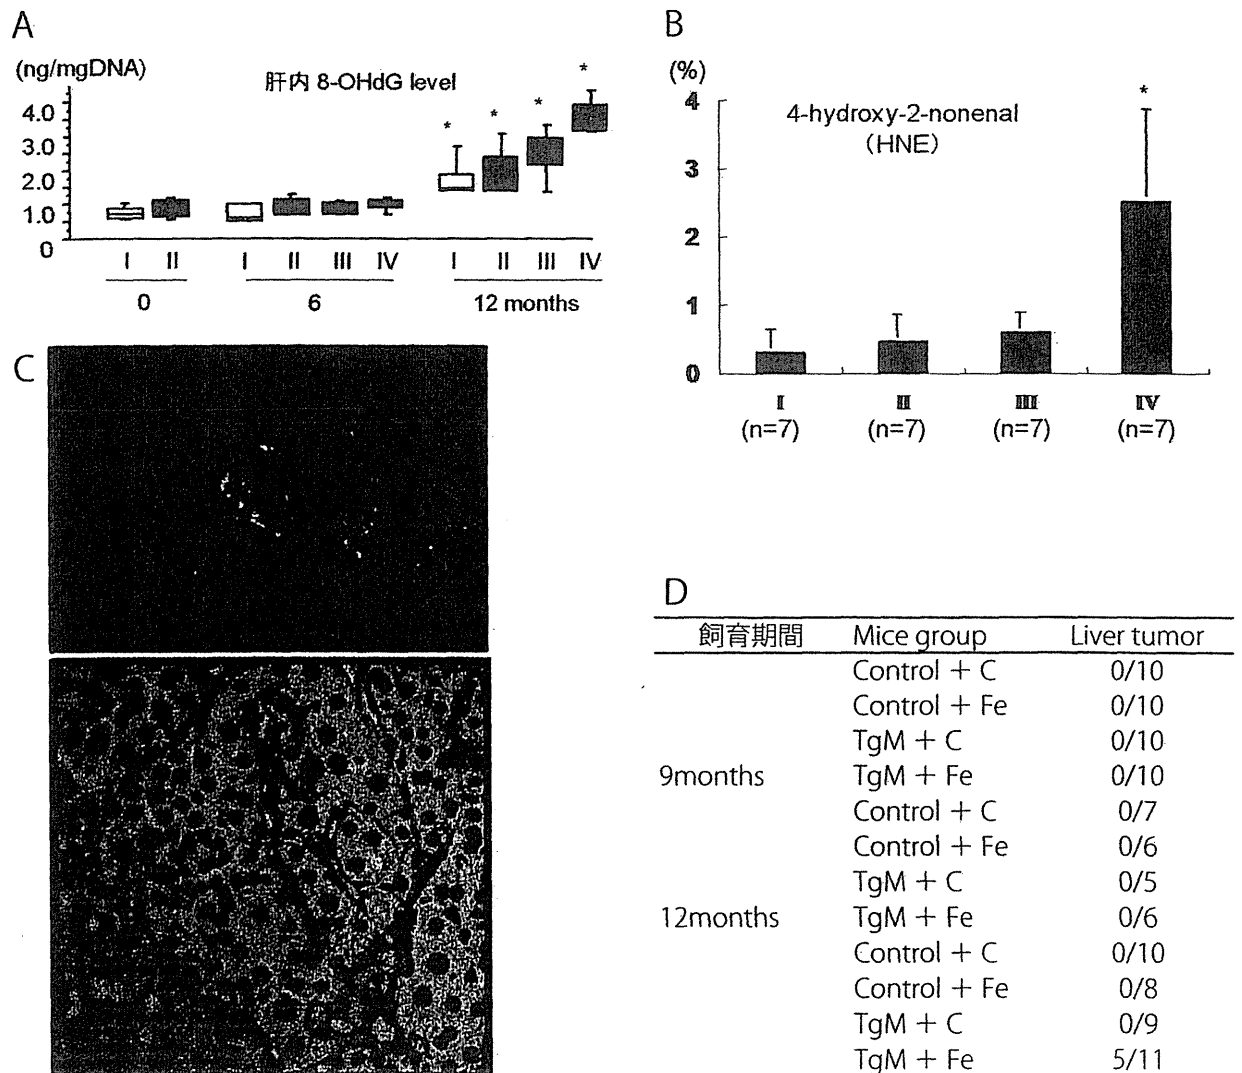 A
(ng/mgDNA)
肝内 8-OHdG level
4.0
3.0
2.0
1.0
0
* * * *
I II I II III IV I II III IV
0 6 12 months
B
(%)
4-hydroxy-2-nonenal
(HNE)
4
3
2
1
0
*
I II III IV
(n=7) (n=7) (n=7) (n=7)
C
D
飼育期間 Mice group Liver tumor
Control + C 0/10
Control + Fe 0/10
TgM + C 0/10
9months TgM + Fe 0/10
Control + C 0/7
Control + Fe 0/6
TgM + C 0/5
12months TgM + Fe 0/6
Control + C 0/10
Control + Fe 0/8
TgM + C 0/9
TgM + Fe 5/11